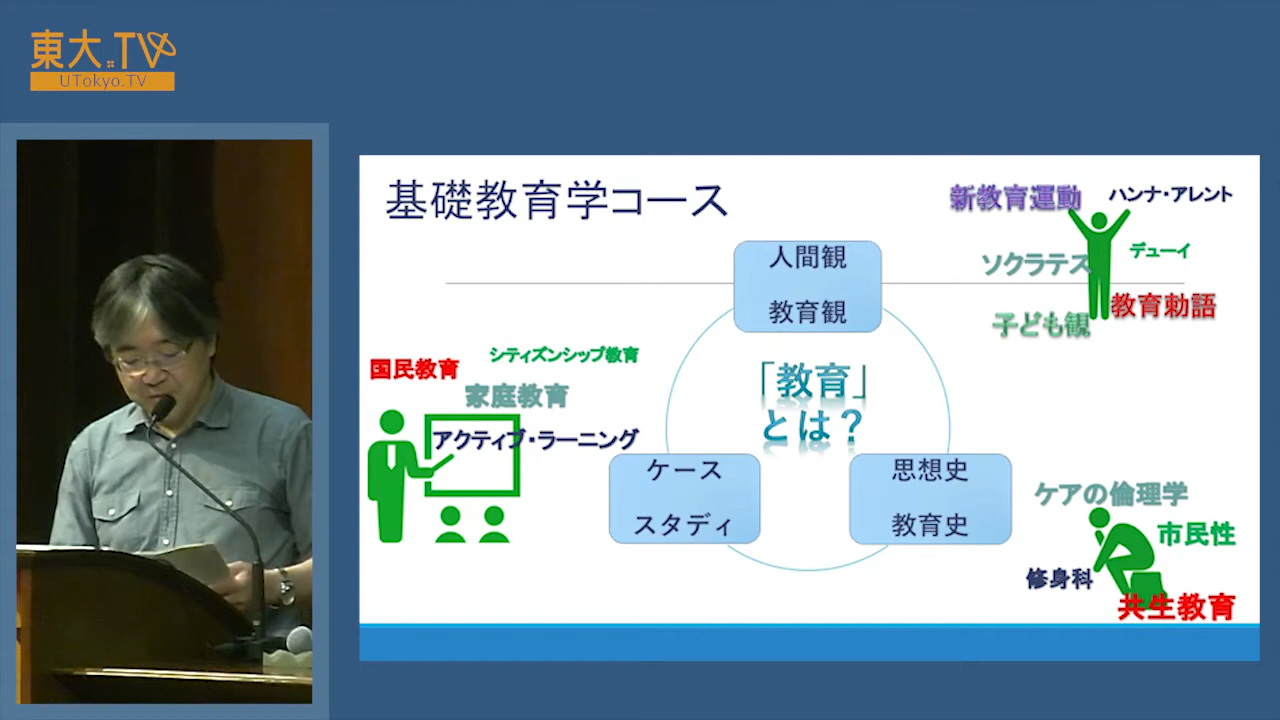 東大.TV
UTokyo.TV
基礎教育学コース
新教育運動
ハンナ・アレント
デューイ
ソクラテス
教育勅語
子ども観
人間観
教育観
シティズンシップ教育
国民教育
家庭教育
アクティブ・ラーニング
「教育」
とは？
ケース
スタディ
思想史
教育史
ケアの倫理学
市民性
修身科
共生教育